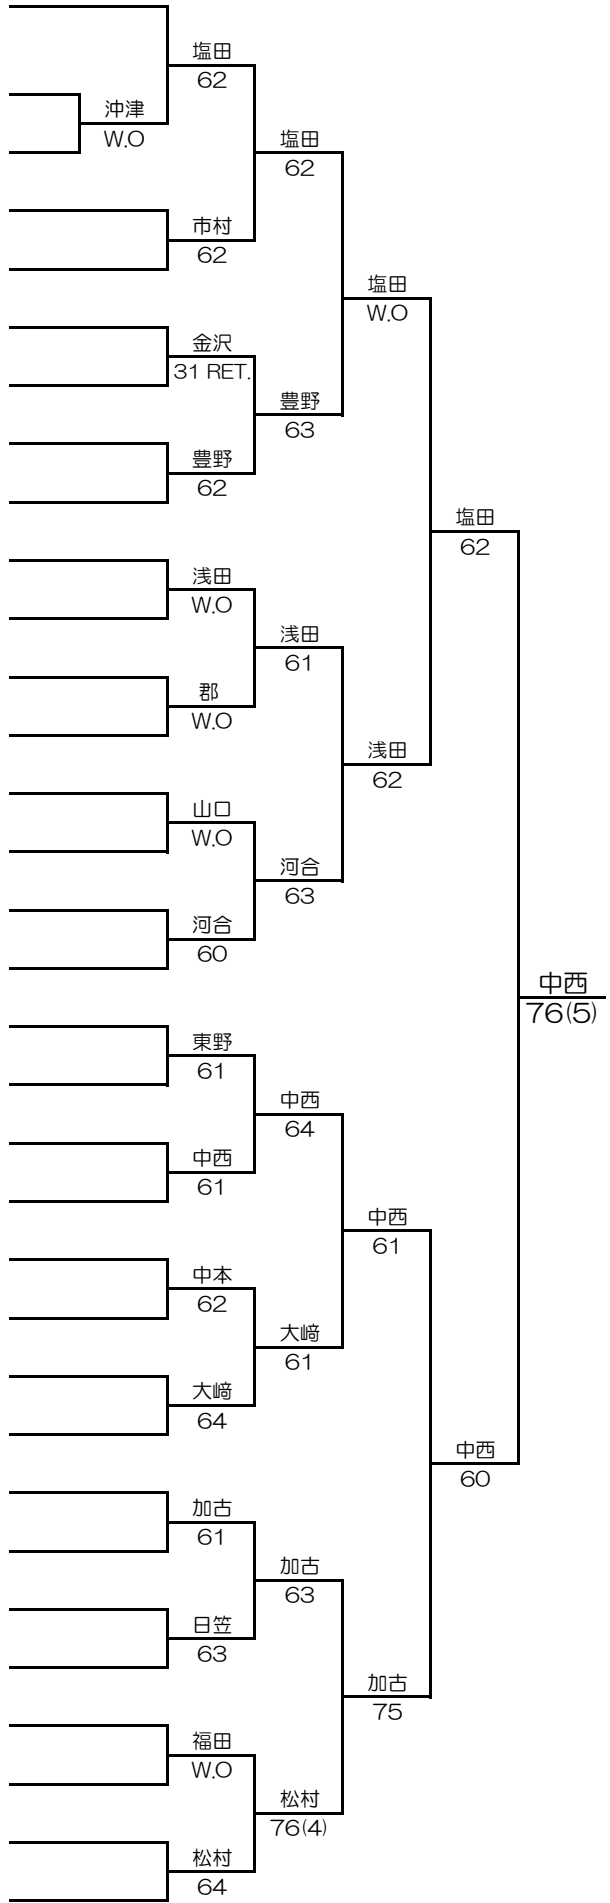 塩田
62
沖津
W.O
塩田
62
市村
62
塩田
W.O
金沢
31 RET.
豊野
63
豊野
62
塩田
62
浅田
W.O
浅田
61
郡
W.O
浅田
62
山口
W.O
河合
63
河合
60
中西
76(5)
東野
61
中西
64
中西
61
中西
61
中本
62
大﨑
61
大﨑
64
中西
60
加古
61
加古
63
日笠
63
加古
75
福田
W.O
松村
76(4)
松村
64